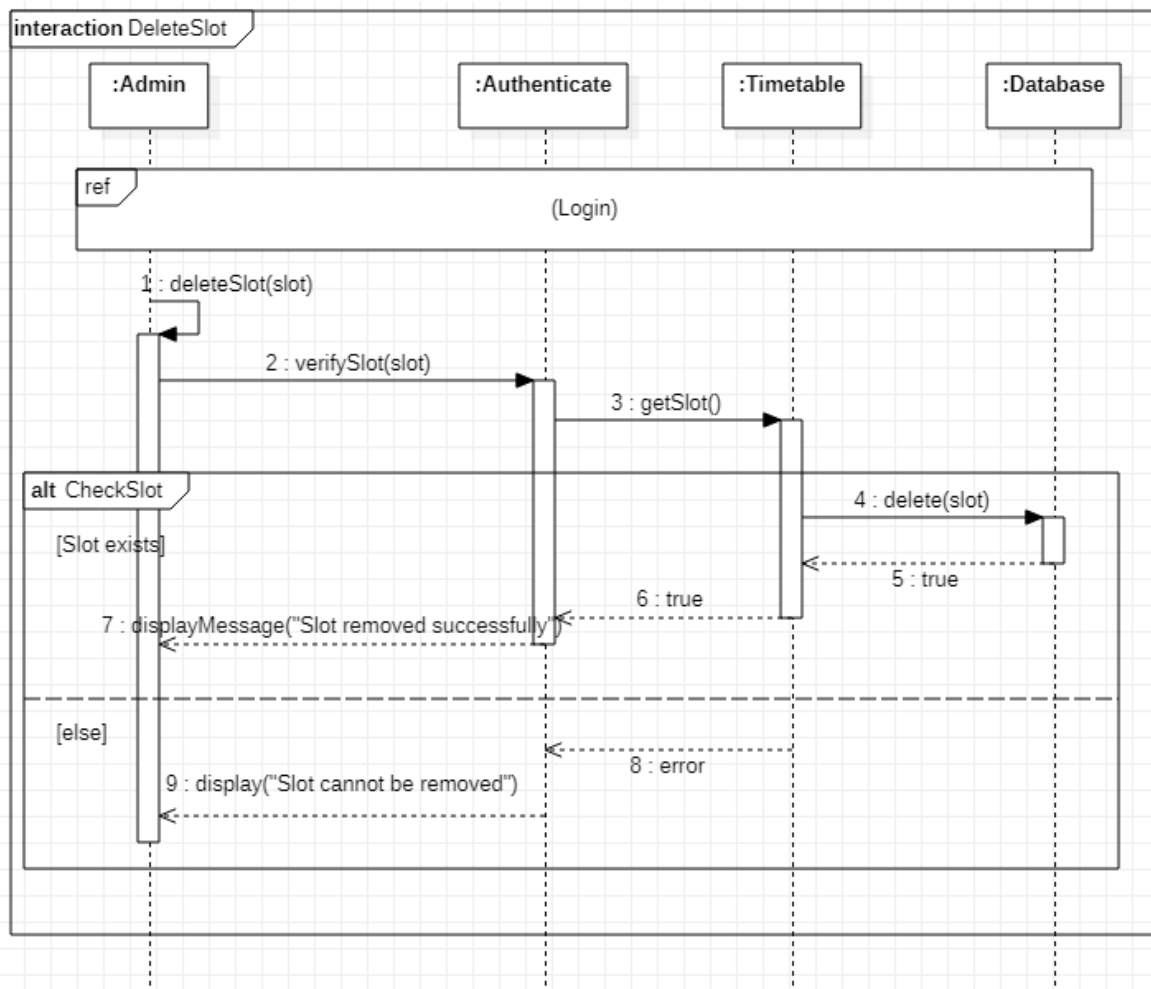 interaction DeleteSlot
:Admin
:Authenticate
:Timetable
:Database
ref
(Login)
1 : deleteSlot(slot)
2 : verifySlot(slot)
3 : getSlot()
alt CheckSlot
4 : delete(slot)
[Slot exists]
5 : true
6 : true
7 : displayMessage("Slot removed successfully")
[else]
8 : error
9 : display("Slot cannot be removed")